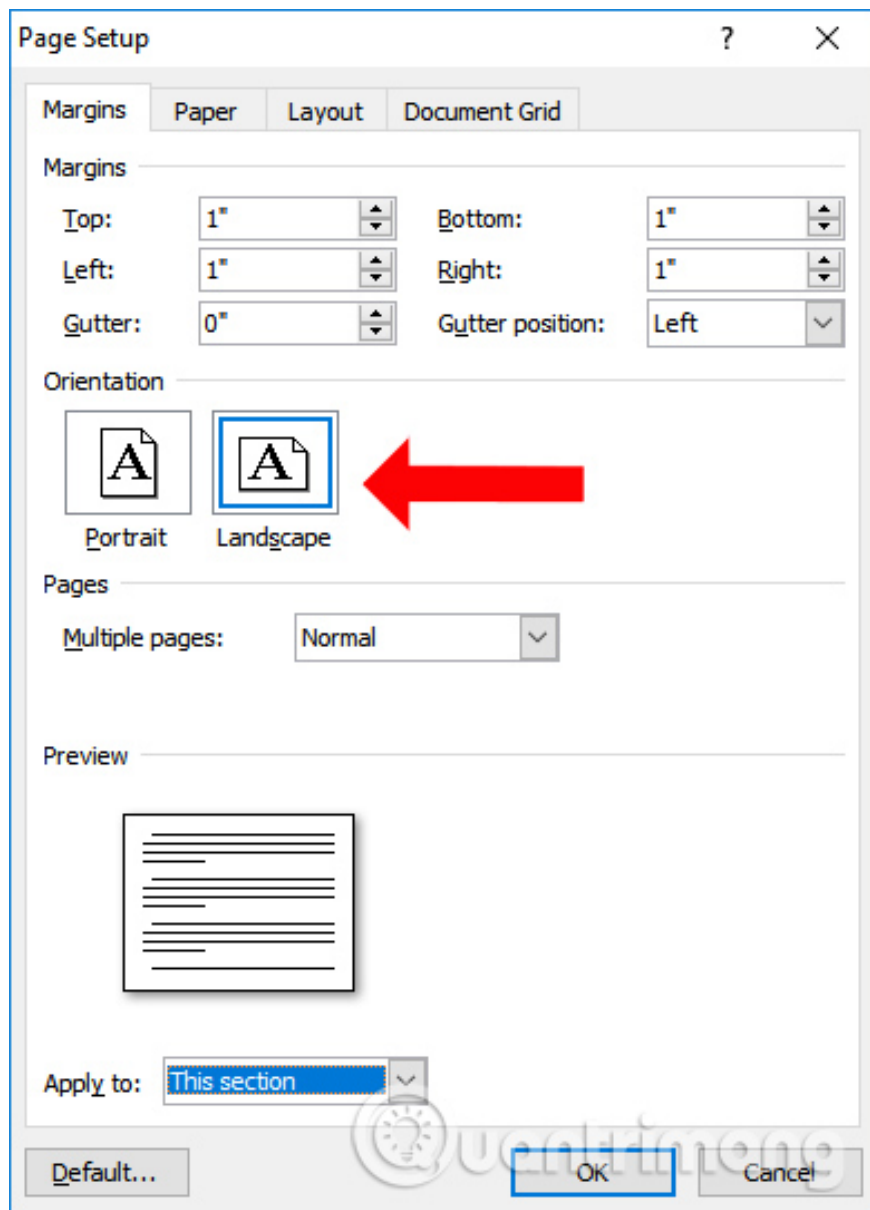 Page Setup ?
Margins Paper Layout Document Grid
Margins
Top: 1" Bottom: 1"
Left: 1" Right: 1"
Gutter: 0" Gutter position: Left
Orientation
A A
Portrait Landscape
Pages
Multiple pages: Normal
Preview
Apply to: This section
Quantrimang
Default... OK Cancel